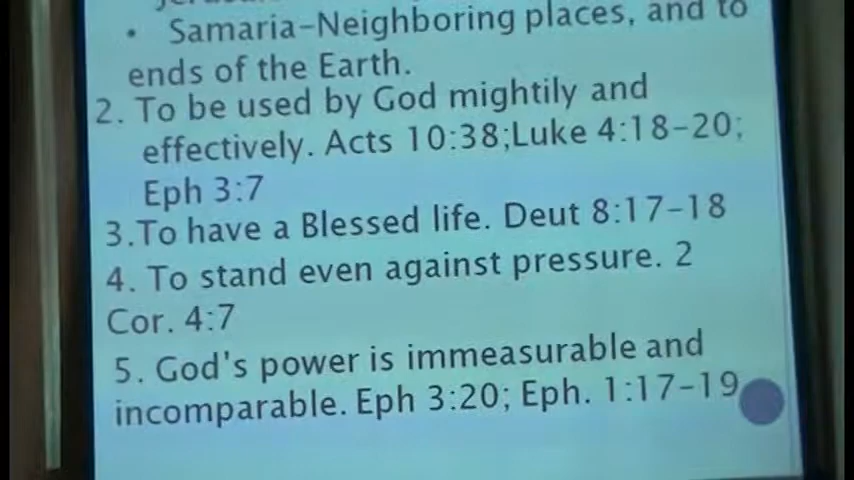 • Samaria-Neighboring places, and to
ends of the Earth.
2. To be used by God mightily and
effectively. Acts 10:38;Luke 4:18-20;
Eph 3:7
3.To have a Blessed life. Deut 8:17-18
4. To stand even against pressure. 2
Cor. 4:7
5. God's power is immeasurable and
incomparable. Eph 3:20; Eph. 1:17-19